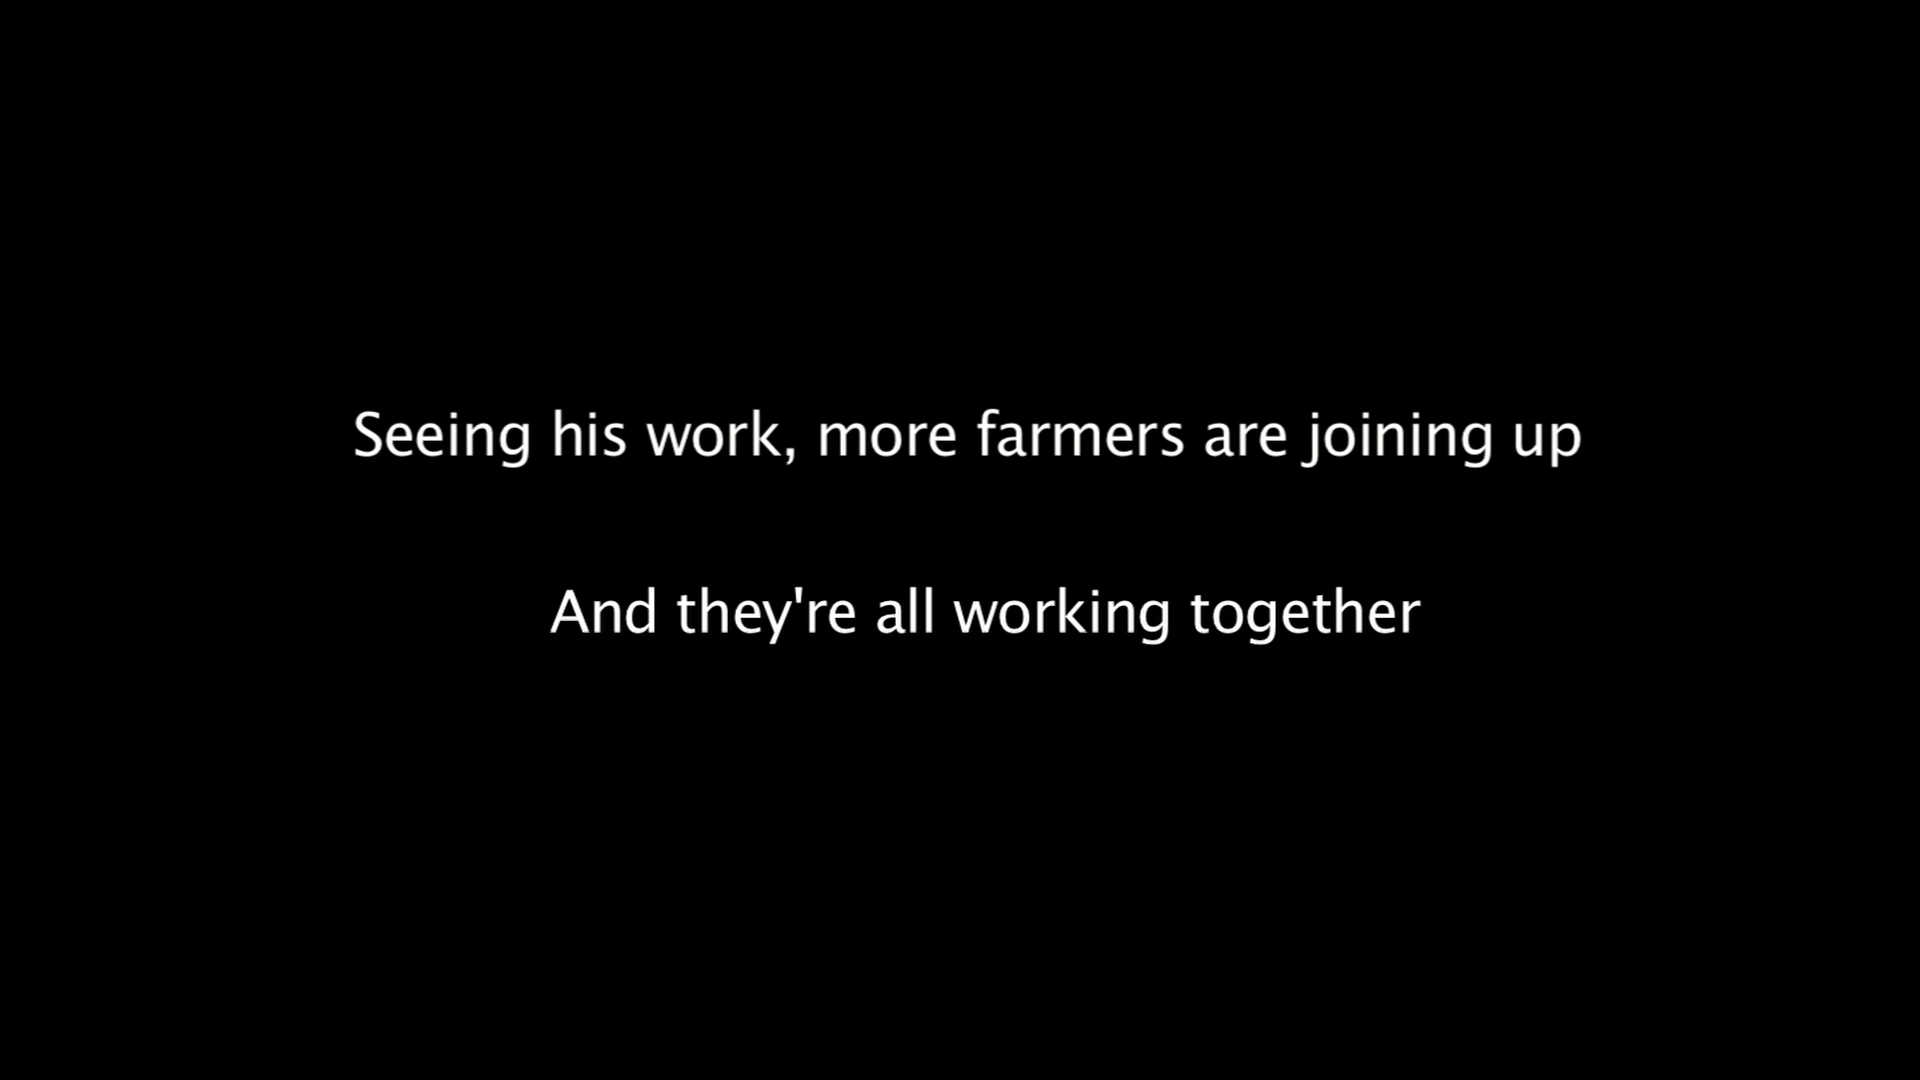 Seeing his work, more farmers are joining up
And they're all working together